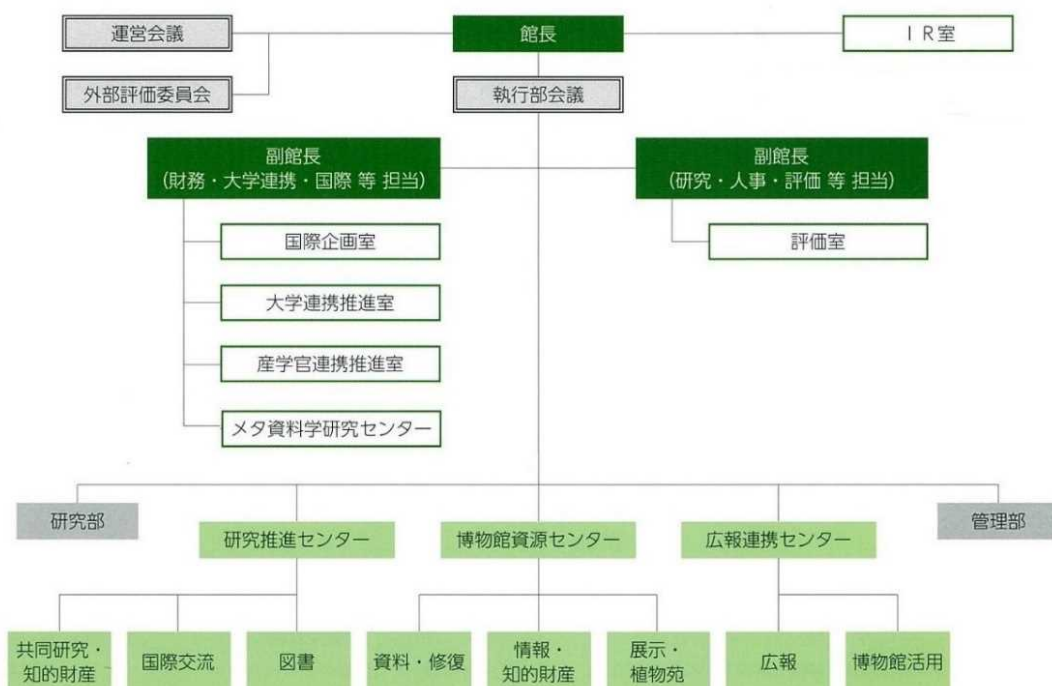 運営会議
館長
ＩＲ室
外部評価委員会
執行部会議
副館長
（財務・大学連携・国際 等 担当）
副館長
（研究・人事・評価 等 担当）
国際企画室
評価室
大学連携推進室
産学官連携推進室
メタ資料学研究センター
研究部
管理部
研究推進センター
博物館資源センター
広報連携センター
共同研究・
知的財産
国際交流
図書
資料・修復
情報・
知的財産
展示・
植物苑
広報
博物館活用